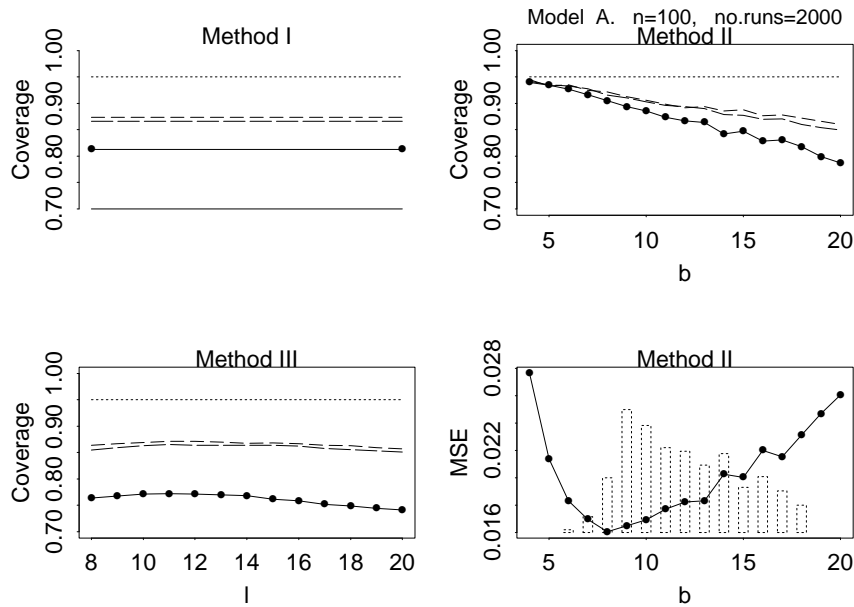 Model A. n=100, no.runs=2000
Method I
Coverage
0.70 0.80 0.90 1.00
Method II
Coverage
0.70 0.80 0.90 1.00
5 10 15 20
b
Method III
Coverage
0.70 0.80 0.90 1.00
8 10 12 14 16 18 20
l
Method II
MSE
0.016 0.022 0.028
5 10 15 20
b